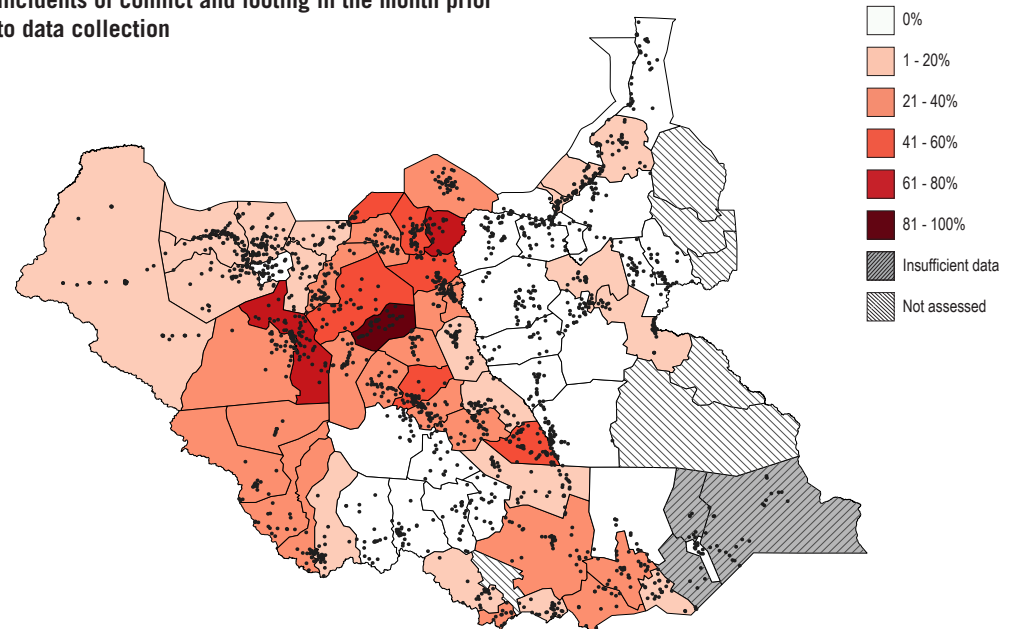 incidents of conflict and looting in the month prior
to data collection
0%
1 - 20%
21 - 40%
41 - 60%
61 - 80%
81 - 100%
Insufficient data
Not assessed